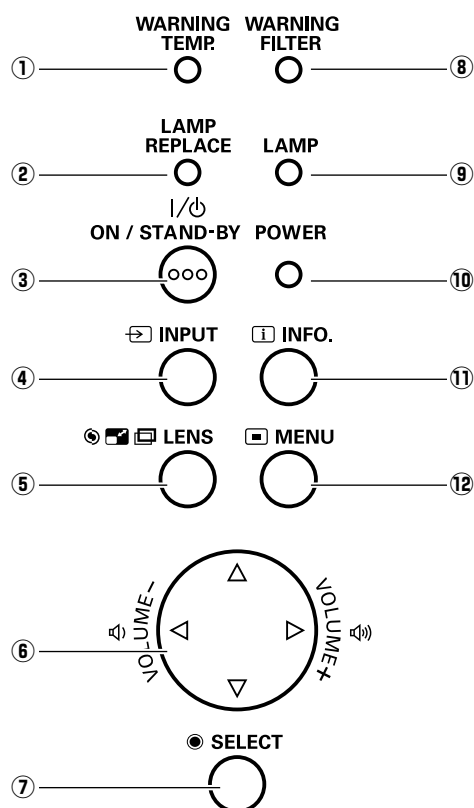 WARNING
TEMP.
WARNING
FILTER
①
⑧
LAMP
REPLACE
LAMP
②
⑨
ON / STAND-BY
POWER
③
⑩
INPUT
i INFO.
④
⑪
LENS
MENU
⑤
⑫
VOLUME−
VOLUME+
⑥
SELECT
⑦